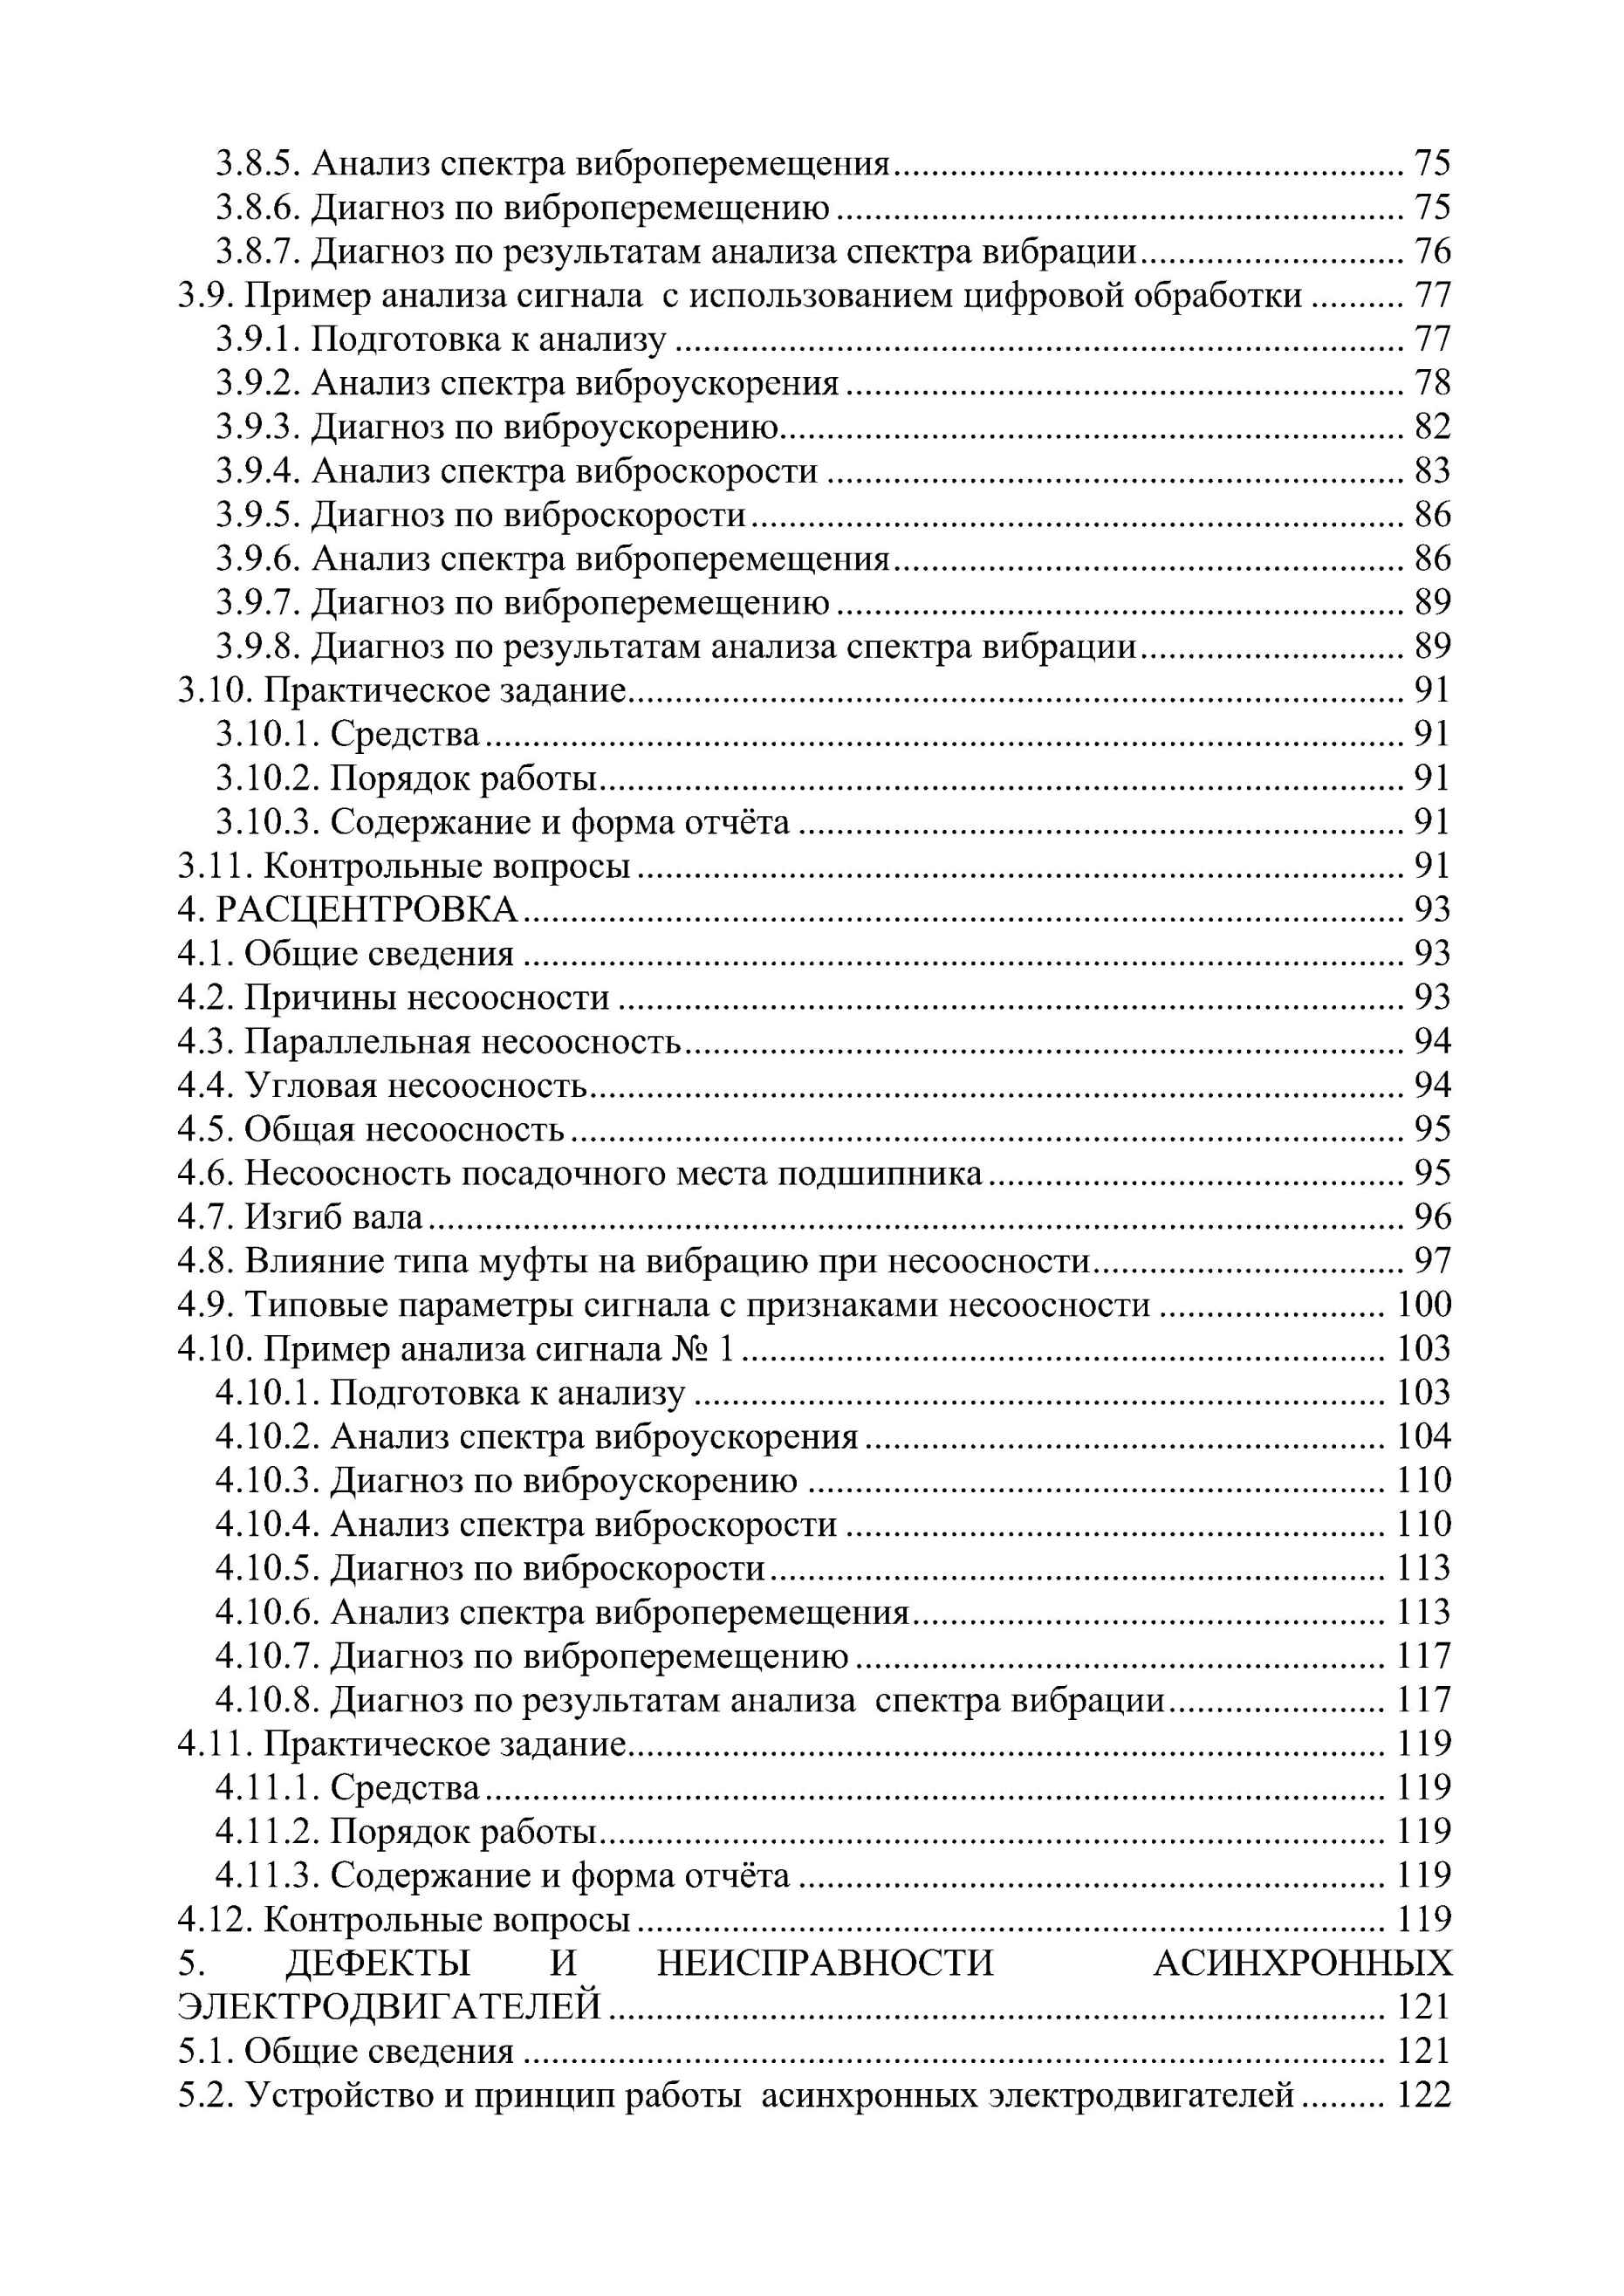 3.8.5. Анализ спектра виброперемещения.......... 75
3.8.6. Диагноз по виброперемещению.......... 75
3.8.7. Диагноз по результатам анализа спектра вибрации.......... 76
3.9. Пример анализа сигнала  с использованием цифровой обработки .......... 77
3.9.1. Подготовка к анализу .......... 77
3.9.2. Анализ спектра виброускорения .......... 78
3.9.3. Диагноз по виброускорению.......... 82
3.9.4. Анализ спектра виброскорости .......... 83
3.9.5. Диагноз по виброскорости.......... 86
3.9.6. Анализ спектра виброперемещения.......... 86
3.9.7. Диагноз по виброперемещению .......... 89
3.9.8. Диагноз по результатам анализа спектра вибрации.......... 89
3.10. Практическое задание.......... 91
3.10.1. Средства.......... 91
3.10.2. Порядок работы.......... 91
3.10.3. Содержание и форма отчёта .......... 91
3.11. Контрольные вопросы .......... 91
4. РАСЦЕНТРОВКА.......... 93
4.1. Общие сведения .......... 93
4.2. Причины несоосности .......... 93
4.3. Параллельная несоосность.......... 94
4.4. Угловая несоосность.......... 94
4.5. Общая несоосность .......... 95
4.6. Несоосность посадочного места подшипника.......... 95
4.7. Изгиб вала.......... 96
4.8. Влияние типа муфты на вибрацию при несоосности.......... 97
4.9. Типовые параметры сигнала с признаками несоосности .......... 100
4.10. Пример анализа сигнала № 1 .......... 103
4.10.1. Подготовка к анализу .......... 103
4.10.2. Анализ спектра виброускорения .......... 104
4.10.3. Диагноз по виброускорению .......... 110
4.10.4. Анализ спектра виброскорости .......... 110
4.10.5. Диагноз по виброскорости.......... 113
4.10.6. Анализ спектра виброперемещения.......... 113
4.10.7. Диагноз по виброперемещению .......... 117
4.10.8. Диагноз по результатам анализа  спектра вибрации.......... 117
4.11. Практическое задание.......... 119
4.11.1. Средства.......... 119
4.11.2. Порядок работы.......... 119
4.11.3. Содержание и форма отчёта .......... 119
4.12. Контрольные вопросы .......... 119
5. ДЕФЕКТЫ И НЕИСПРАВНОСТИ АСИНХРОННЫХ
ЭЛЕКТРОДВИГАТЕЛЕЙ .......... 121
5.1. Общие сведения .......... 121
5.2. Устройство и принцип работы  асинхронных электродвигателей ......... 122